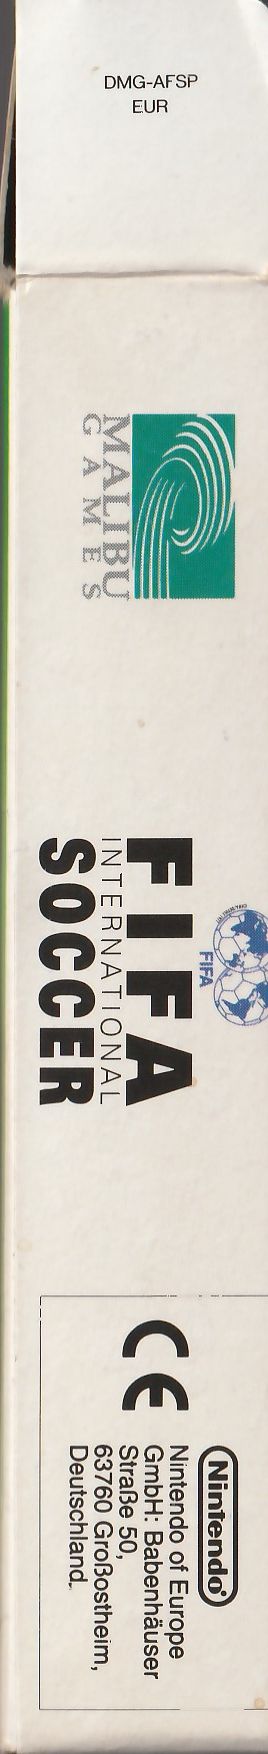 DMG-AFSP
EUR
MALIBU
GAMES
FIFA
FIFA
INTERNATIONAL
SOCCER
CE
Nintendo
Nintendo of Europe
GmbH: Babenhäuser
Straße 50,
63760 Großostheim,
Deutschland.